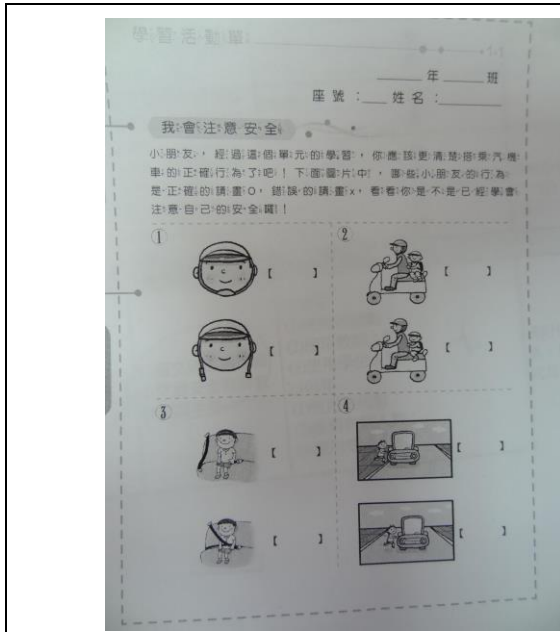 學習活動單
年 班
座號: 姓名:
我會注意安全
小朋友,經過這個單元的學習,你應該更清楚搭乘汽機
車的正確行為了吧!下面圖片中,哪些小朋友的行為
是正確的請畫O,錯誤的請畫x,看看你是不是已經學會
注意自己的安全囉!
① 【 】 ② 【 】
【 】 【 】
③ 【 】 ④ 【 】
【 】 【 】